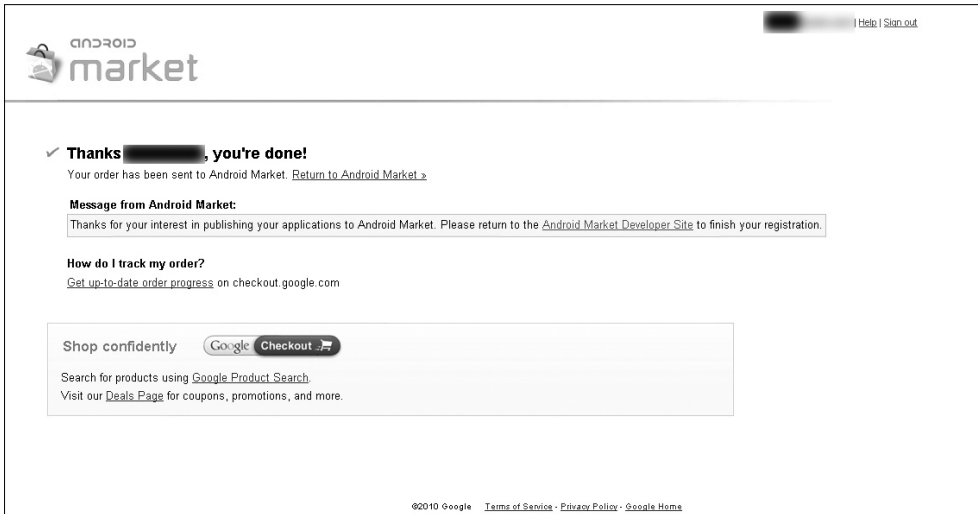 | Help | Sign out
android
market
Thanks , you're done!
Your order has been sent to Android Market. Return to Android Market »
Message from Android Market:
Thanks for your interest in publishing your applications to Android Market. Please return to the Android Market Developer Site to finish your registration.
How do I track my order?
Get up-to-date order progress on checkout.google.com
Shop confidently Google Checkout
Search for products using Google Product Search.
Visit our Deals Page for coupons, promotions, and more.
©2010 Google Terms of Service - Privacy Policy - Google Home